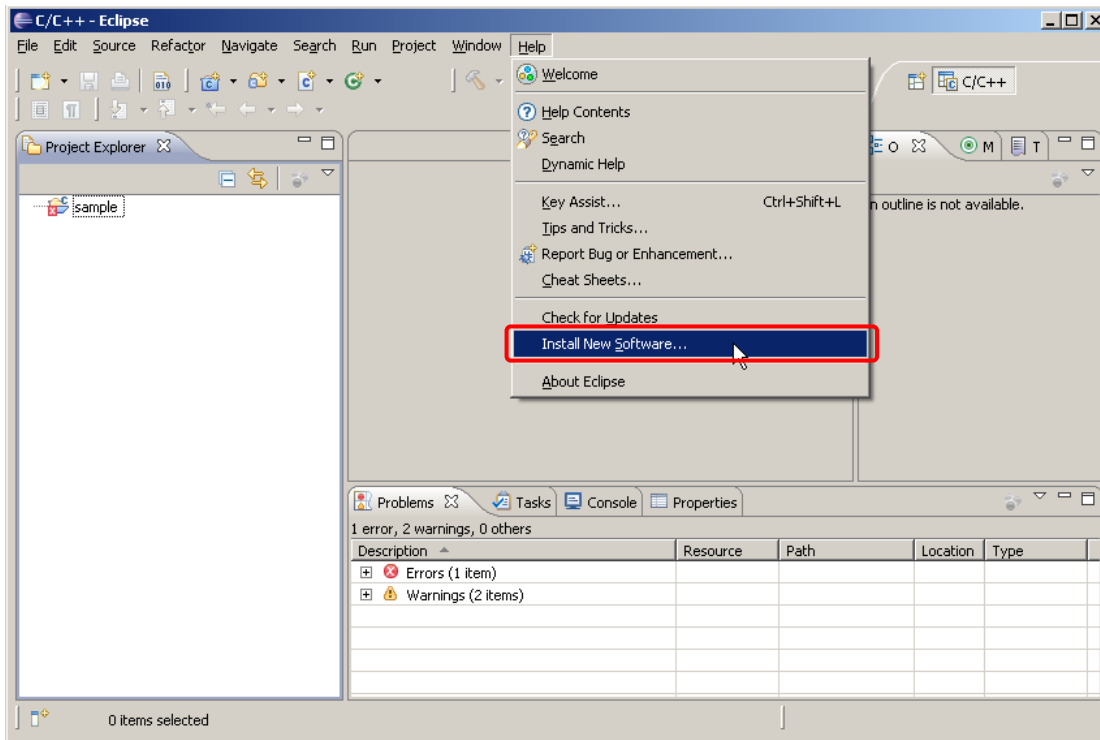 C/C++ - Eclipse
File Edit Source Refactor Navigate Search Run Project Window Help
Welcome
Help Contents
Search
Dynamic Help
Key Assist... Ctrl+Shift+L
Tips and Tricks...
Report Bug or Enhancement...
Cheat Sheets...
Check for Updates
Install New Software...
About Eclipse
010
C/C++
Project Explorer
sample
O M T
n outline is not available.
Problems Tasks Console Properties
1 error, 2 warnings, 0 others
Description Resource Path Location Type
Errors (1 item)
Warnings (2 items)
0 items selected